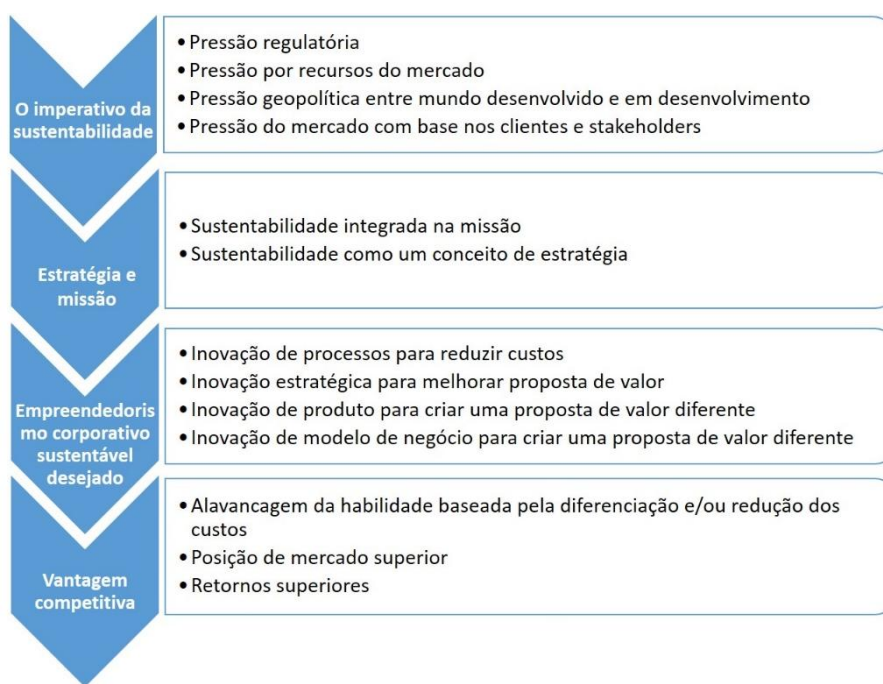 O imperativo da
sustentabilidade
• Pressão regulatória
• Pressão por recursos do mercado
• Pressão geopolítica entre mundo desenvolvido e em desenvolvimento
• Pressão do mercado com base nos clientes e stakeholders
Estratégia e
missão
• Sustentabilidade integrada na missão
• Sustentabilidade como um conceito de estratégia
Empreendedoris
mo corporativo
sustentável
desejado
• Inovação de processos para reduzir custos
• Inovação estratégica para melhorar proposta de valor
• Inovação de produto para criar uma proposta de valor diferente
• Inovação de modelo de negócio para criar uma proposta de valor diferente
Vantagem
competitiva
• Alavancagem da habilidade baseada pela diferenciação e/ou redução dos
custos
• Posição de mercado superior
• Retornos superiores